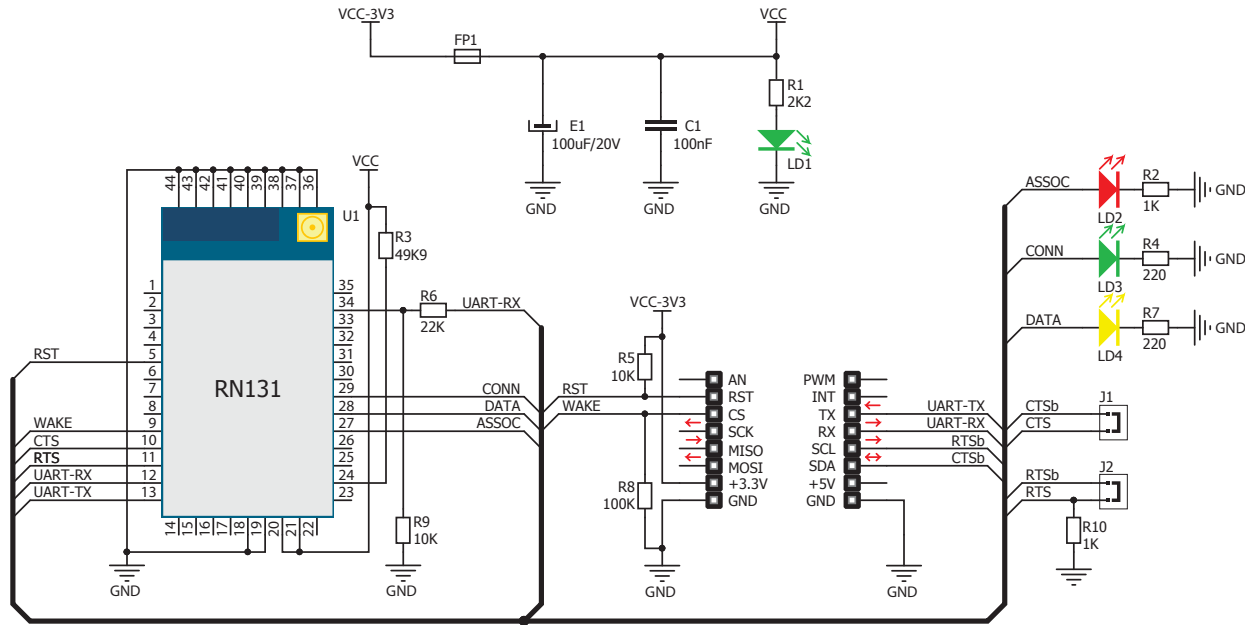 VCC-3V3
VCC
FP1
R1
2K2
E1
100uF/20V
C1
100nF
LD1
GND
GND
GND
VCC
44
43
42
41
40
39
38
37
36
U1
R3
49K9
1
2
3
4
5
6
7
8
9
10
11
12
13
35
34
33
32
31
30
29
28
27
26
25
24
23
14
15
16
17
18
19
20
21
22
RN131
RST
WAKE
CTS
RTS
UART-RX
UART-TX
R6
22K
UART-RX
CONN
DATA
ASSOC
R9
10K
GND
GND
VCC-3V3
R5
10K
RST
WAKE
R8
100K
AN
RST
CS
SCK
MISO
MOSI
+3.3V
GND
GND
PWM
INT
TX
RX
SCL
SDA
+5V
GND
UART-TX
UART-RX
RTSb
CTSb
GND
ASSOC
LD2
R2
1K
GND
CONN
LD3
R4
220
GND
DATA
LD4
R7
220
GND
CTSb
CTS
J1
RTSb
RTS
J2
R10
1K
GND